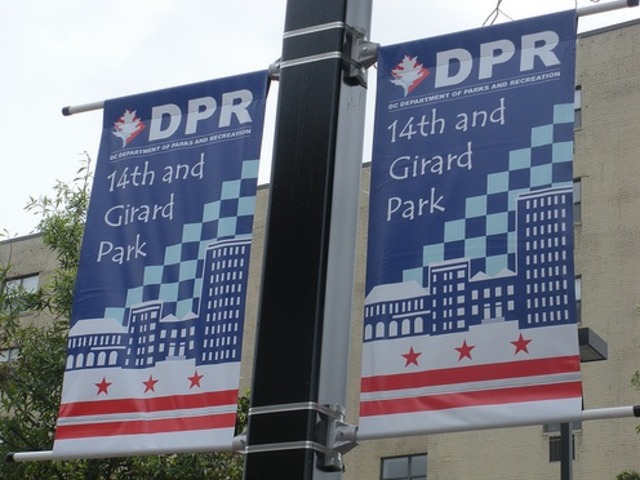 DPR
DC DEPARTMENT OF PARKS AND RECREATION
14th and
Girard
Park
DPR
DC DEPARTMENT OF PARKS AND RECREATION
14th and
Girard
Park